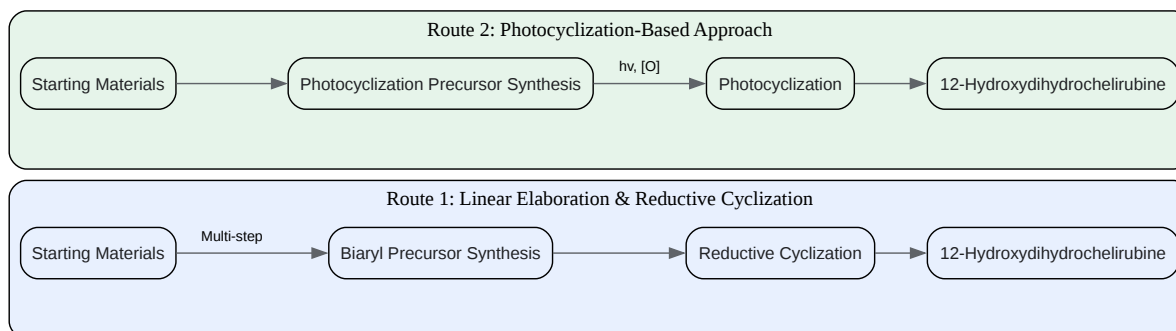 Route 2: Photocyclization-Based Approach
Starting Materials
Photocyclization Precursor Synthesis
hv, [O]
Photocyclization
12-Hydroxydihydrochelirubine
Route 1: Linear Elaboration & Reductive Cyclization
Starting Materials
Multi-step
Biaryl Precursor Synthesis
Reductive Cyclization
12-Hydroxydihydrochelirubine